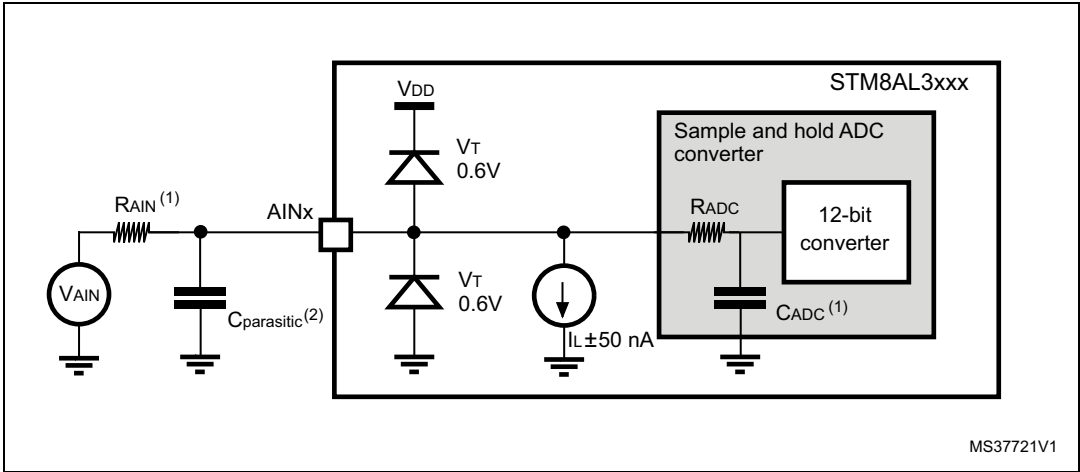 STM8AL3xxx
VDD
Sample and hold ADC
converter
VT
0.6V
RAIN (1)
AINx
RADC
12-bit
converter
VAIN
Cparasitic(2)
VT
0.6V
IL±50 nA
CADC (1)
MS37721V1